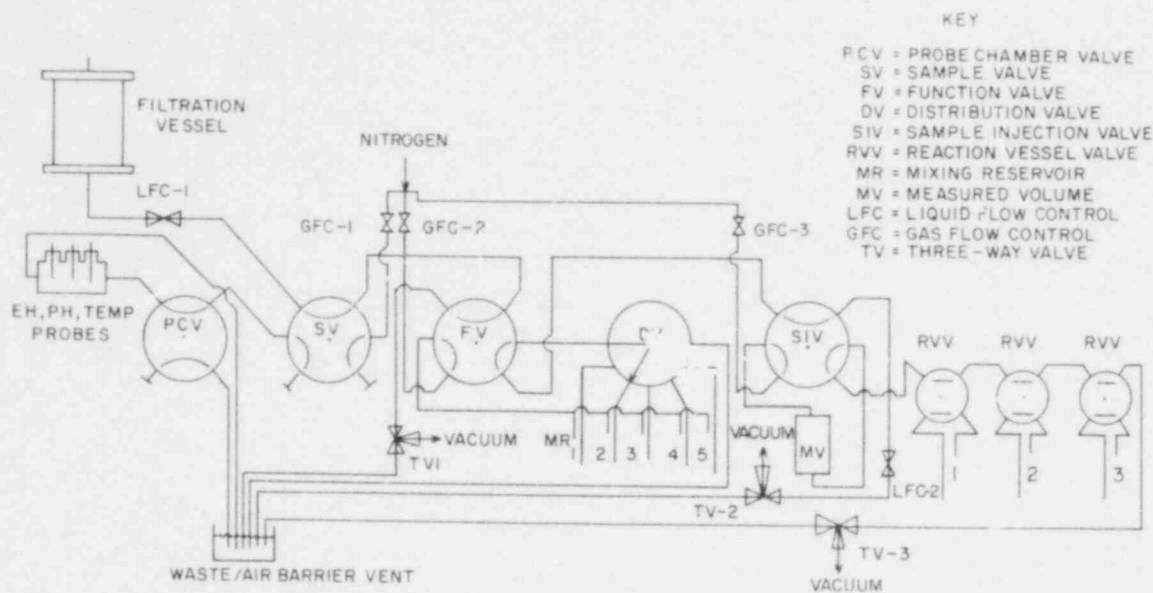 KEY
PCV = PROBE CHAMBER VALVE
SV = SAMPLE VALVE
FV = FUNCTION VALVE
DV = DISTRIBUTION VALVE
SIV = SAMPLE INJECTION VALVE
RVV = REACTION VESSEL VALVE
MR = MIXING RESERVOIR
MV = MEASURED VOLUME
LFC = LIQUID FLOW CONTROL
GFC = GAS FLOW CONTROL
TV = THREE-WAY VALVE
FILTRATION
VESSEL
NITROGEN
LFC-1
GFC-1
GFC-2
GFC-3
EH, PH, TEMP
PROBES
PCV
SV
FV
SIV
RVV
RVV
RVV
VACUUM
TV1
MR
1
2
3
4
5
VACUUM
MV
LFC-2
1
2
3
TV-2
TV-3
WASTE/AIR BARRIER VENT
VACUUM